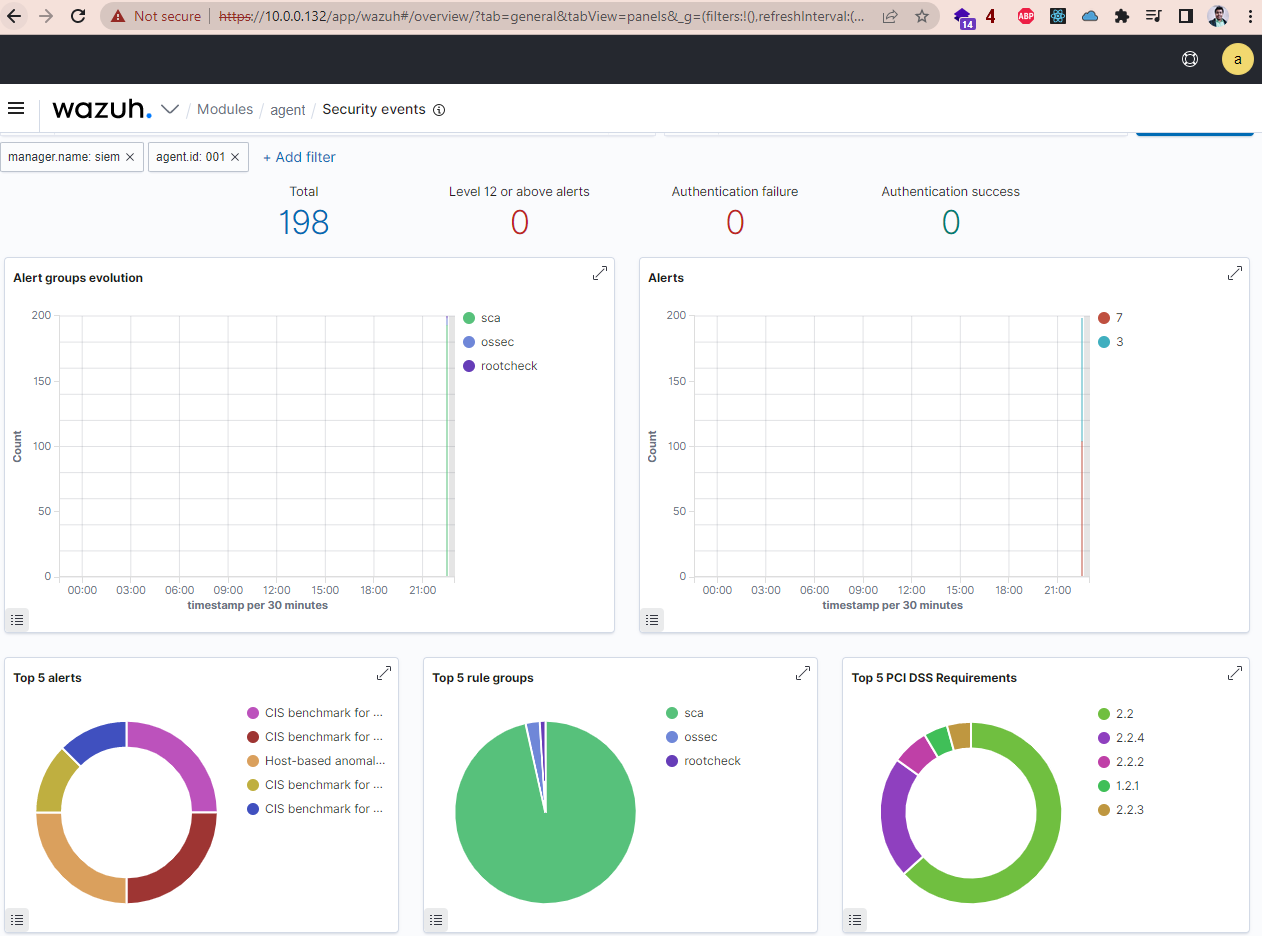 Not secure https://10.0.0.132/app/wazuh#/overview/?tab=general&tabView=panels&_g=(filters:!(),refreshInterval:(... 14 4 ABP
a
wazuh. / Modules / agent / Security events
manager.name: siem × agent.id: 001 × + Add filter
Total Level 12 or above alerts Authentication failure Authentication success
198 0 0 0
Alert groups evolution
200
150
100
50
0
Count
00:00 03:00 06:00 09:00 12:00 15:00 18:00 21:00
timestamp per 30 minutes
sca
ossec
rootcheck
Alerts
200
150
100
50
0
Count
00:00 03:00 06:00 09:00 12:00 15:00 18:00 21:00
timestamp per 30 minutes
7
3
Top 5 alerts
CIS benchmark for ...
CIS benchmark for ...
Host-based anomal...
CIS benchmark for ...
CIS benchmark for ...
Top 5 rule groups
sca
ossec
rootcheck
Top 5 PCI DSS Requirements
2.2
2.2.4
2.2.2
1.2.1
2.2.3